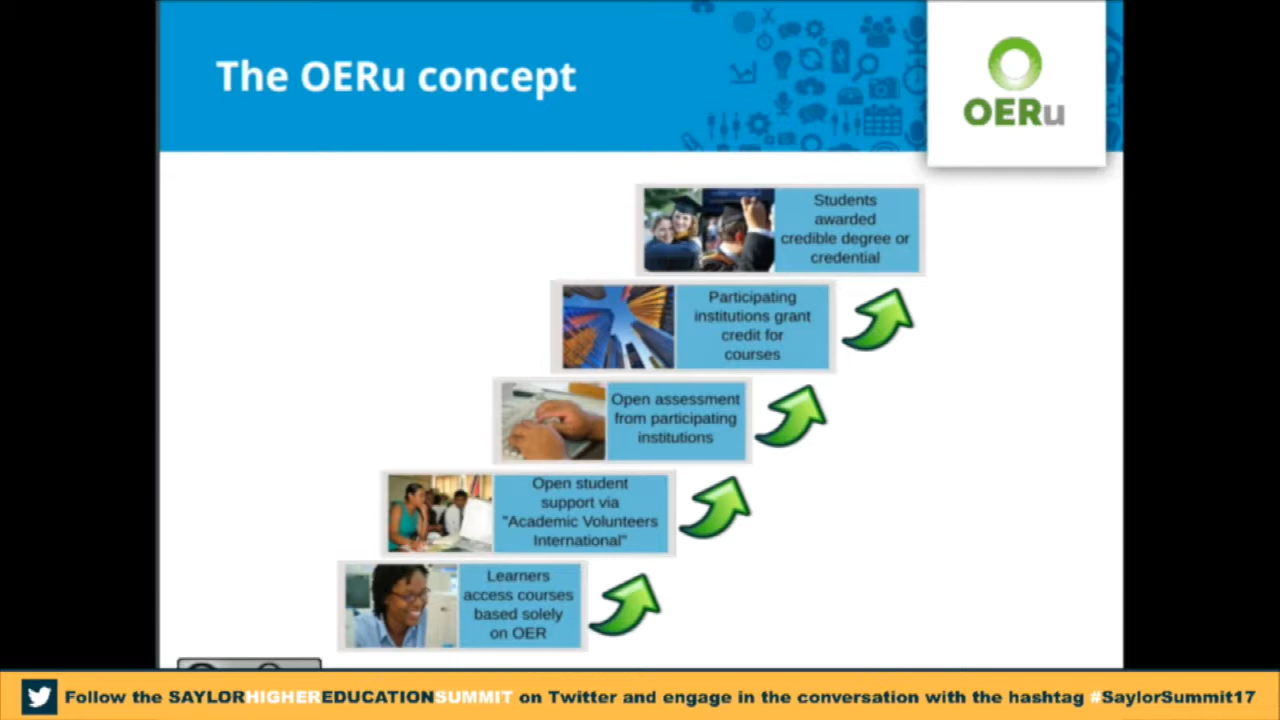 The OERu concept
OERu
Students
awarded
credible degree or
credential
Participating
institutions grant
credit for
courses
Open assessment
from participating
institutions
Open student
support via
"Academic Volunteers
International"
Learners
access courses
based solely
on OER
Follow the SAYLORHIGHEREDUCATIONSUMMIT on Twitter and engage in the conversation with the hashtag #SaylorSummit17